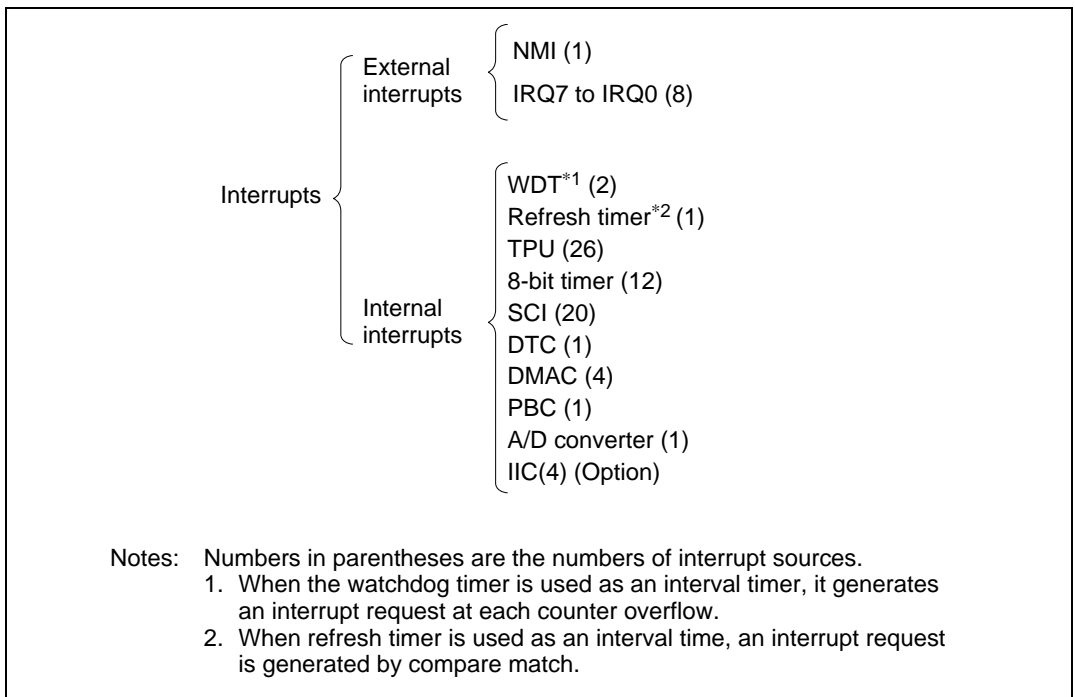 NMI (1)
External
interrupts
IRQ7 to IRQ0 (8)
Interrupts
WDT*1 (2)
Refresh timer*2 (1)
TPU (26)
8-bit timer (12)
Internal
interrupts
SCI (20)
DTC (1)
DMAC (4)
PBC (1)
A/D converter (1)
IIC(4) (Option)
Notes: Numbers in parentheses are the numbers of interrupt sources.
1. When the watchdog timer is used as an interval timer, it generates
an interrupt request at each counter overflow.
2. When refresh timer is used as an interval time, an interrupt request
is generated by compare match.